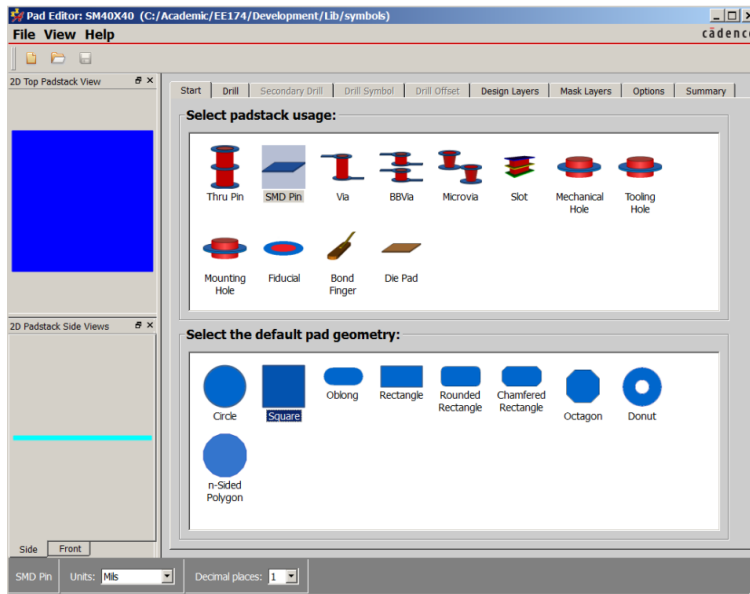 Pad Editor: SM40X40 (C:/Academic/EE174/Development/Lib/symbols)
File View Help
cādence
2D Top Padstack View
Start Drill Secondary Drill Drill Symbol Drill Offset Design Layers Mask Layers Options Summary
Select padstack usage:
Thru Pin SMD Pin Via BBVia Microvia Slot Mechanical Hole Tooling Hole
Mounting Hole Fiducial Bond Finger Die Pad
2D Padstack Side Views
Select the default pad geometry:
Circle Square Oblong Rectangle Rounded Rectangle Chamfered Rectangle Octagon Donut
n-Sided Polygon
Side Front
SMD Pin Units: Mils Decimal places: 1